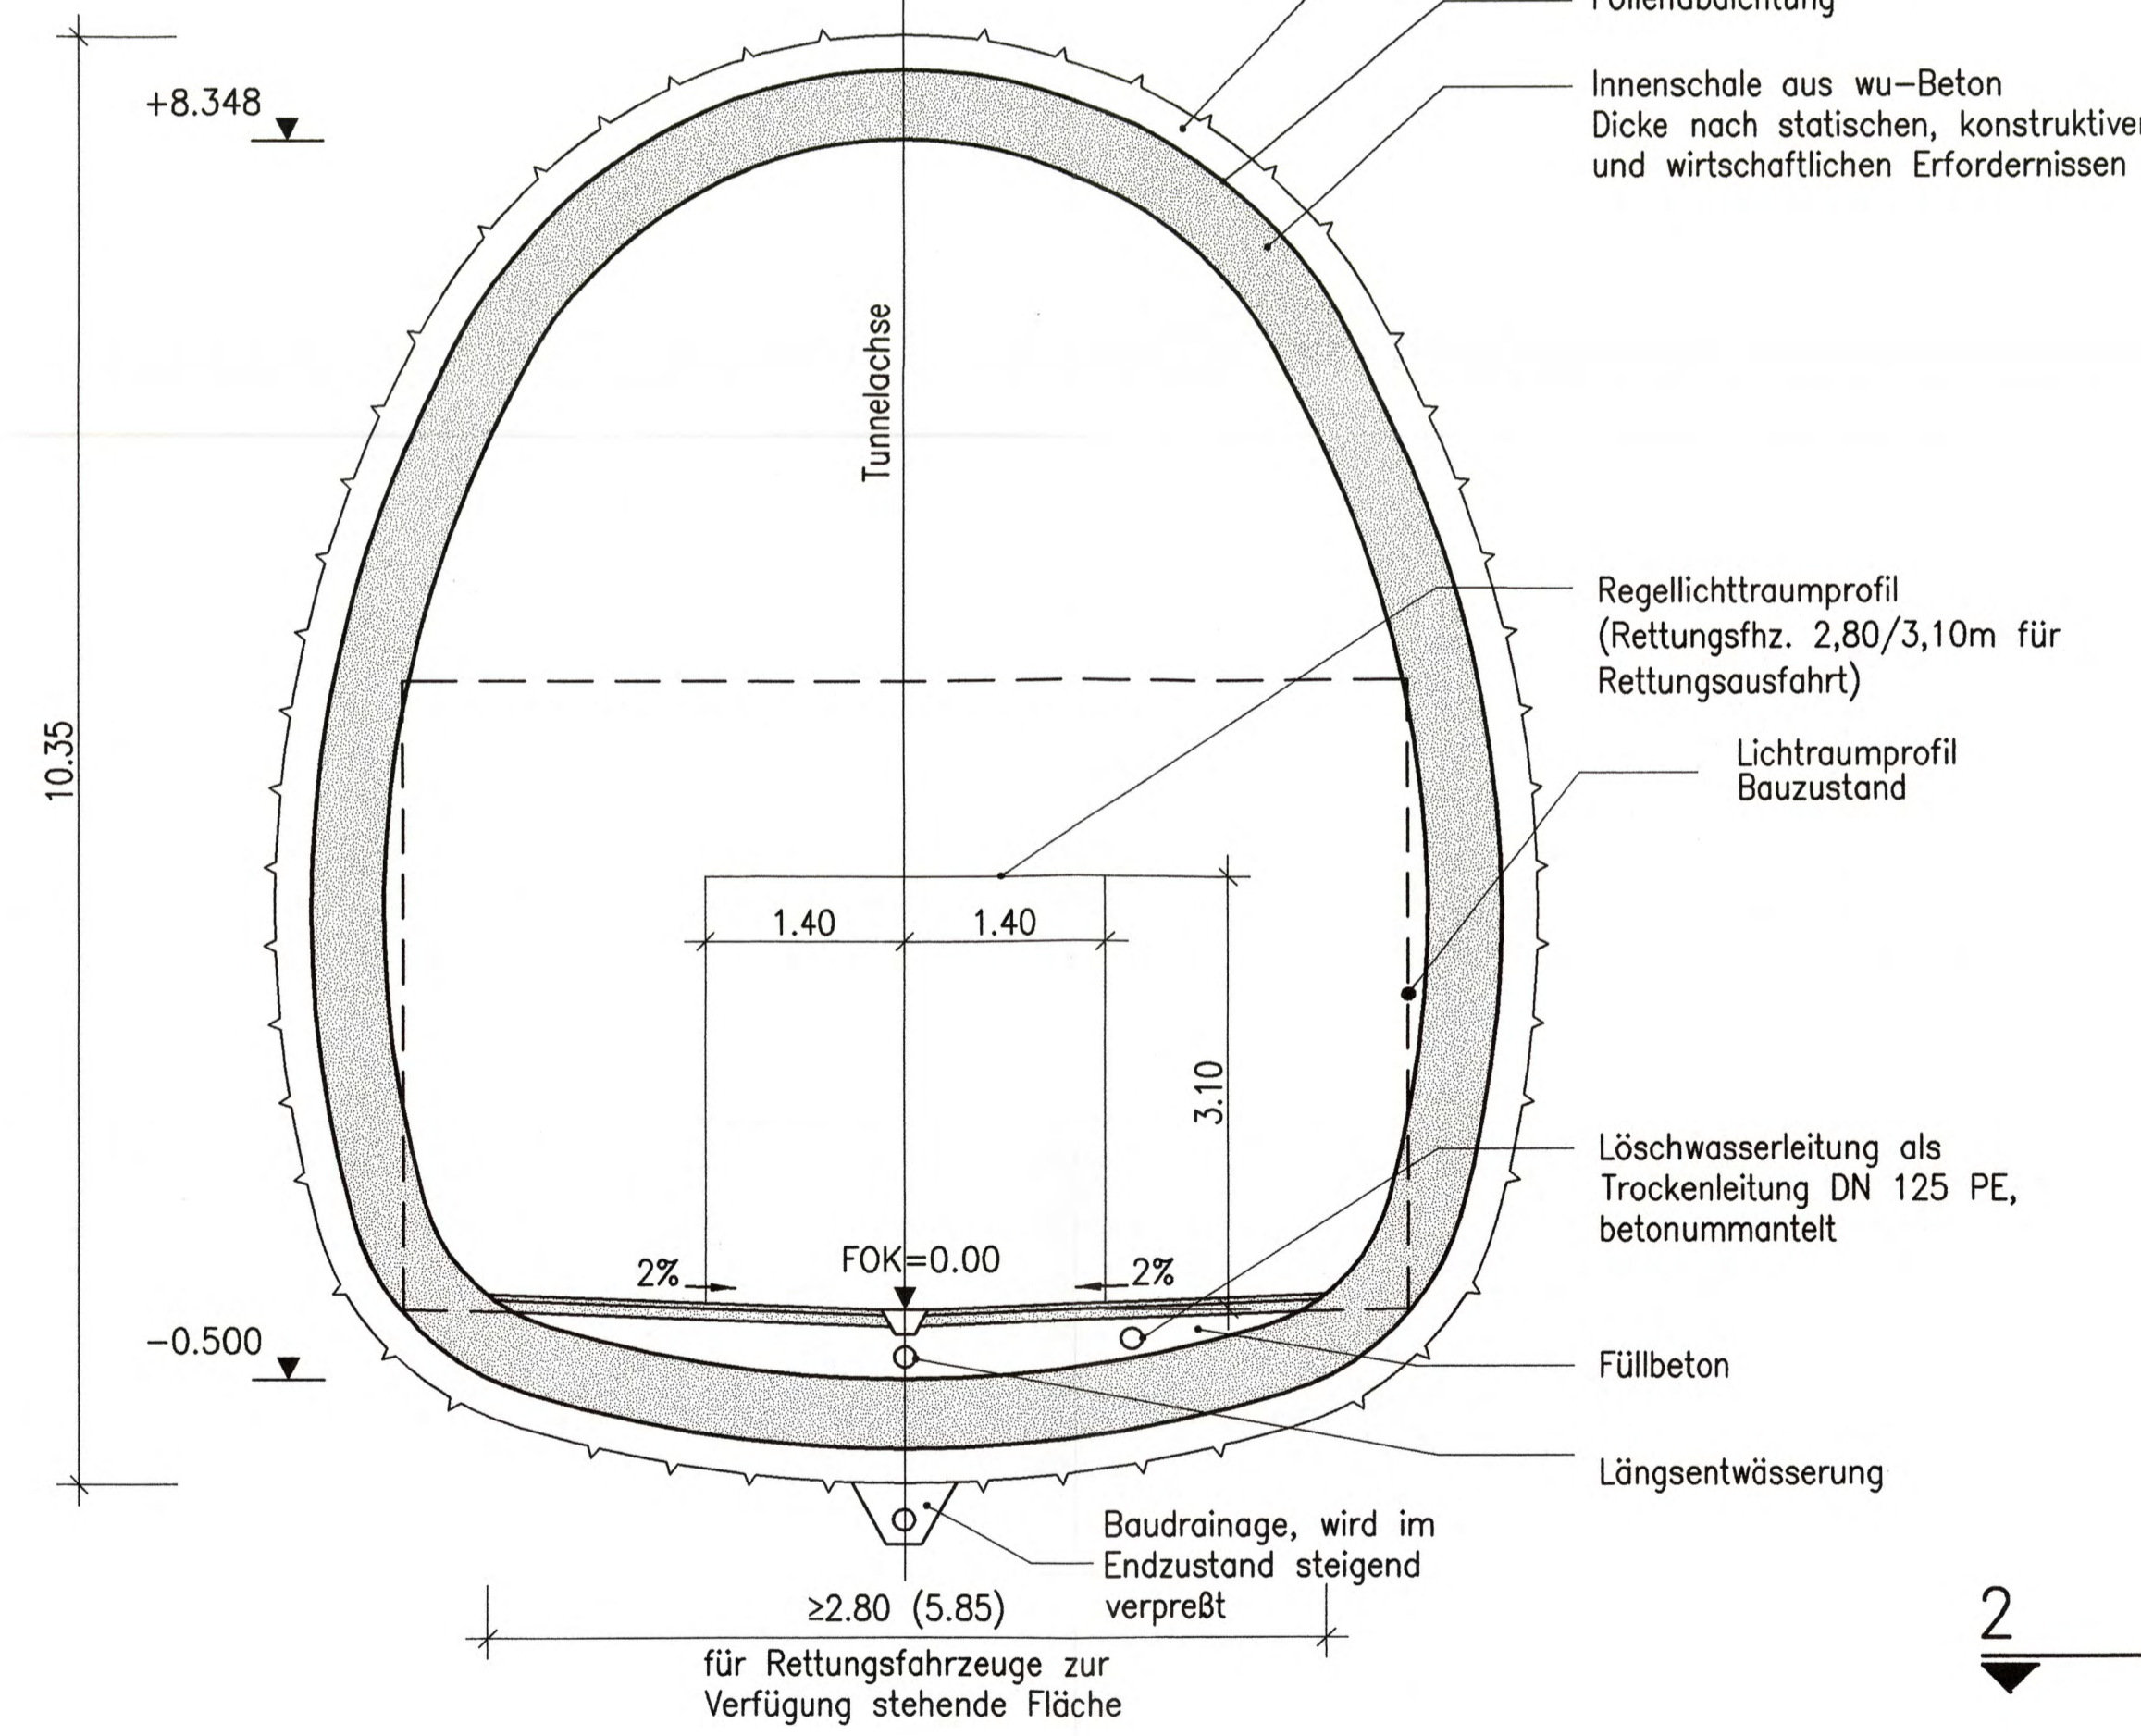 Folienabdichtung
+8.348
Innenschale aus wu-Beton
Dicke nach statischen, konstruktiven
und wirtschaftlichen Erfordernissen
Tunnelachse
Regellichttraumprofil
(Rettungsfhz. 2,80/3,10m für
Rettungsausfahrt)
10.35
Lichtraumprofil
Bauzustand
1.40
1.40
3.10
Löschwasserleitung als
Trockenleitung DN 125 PE,
betonummantelt
2%
FOK=0.00
2%
-0.500
Füllbeton
Längsentwässerung
Baudrainage, wird im
Endzustand steigend
verpreßt
≥2.80 (5.85)
für Rettungsfahrzeuge zur
Verfügung stehende Fläche
2